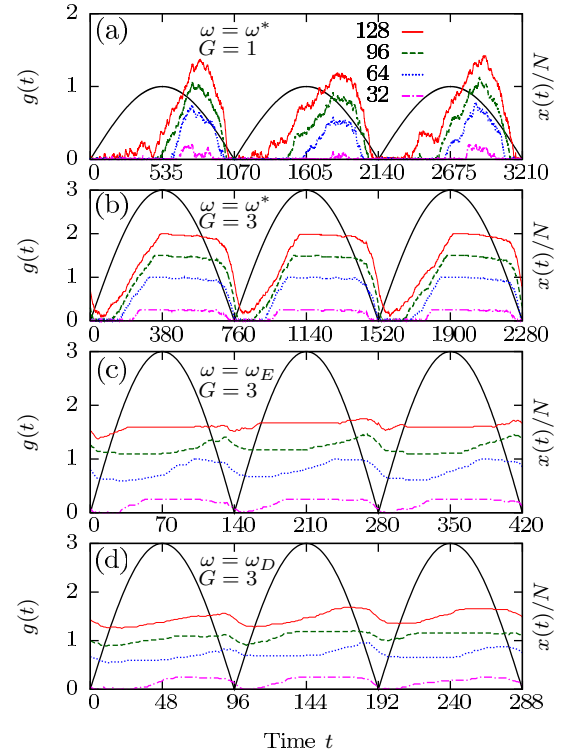 (a) ω = ω* 128
G = 1 96
64
32
2
1
0
g(t)
x(t)/N
0 535 1070 1605 2140 2675 3210
(b) ω = ω*
G = 3
3
2
1
0
g(t)
x(t)/N
0 380 760 1140 1520 1900 2280
(c) ω = ω_E
G = 3
3
2
1
0
g(t)
x(t)/N
0 70 140 210 280 350 420
(d) ω = ω_D
G = 3
3
2
1
0
g(t)
x(t)/N
0 48 96 144 192 240 288
Time t